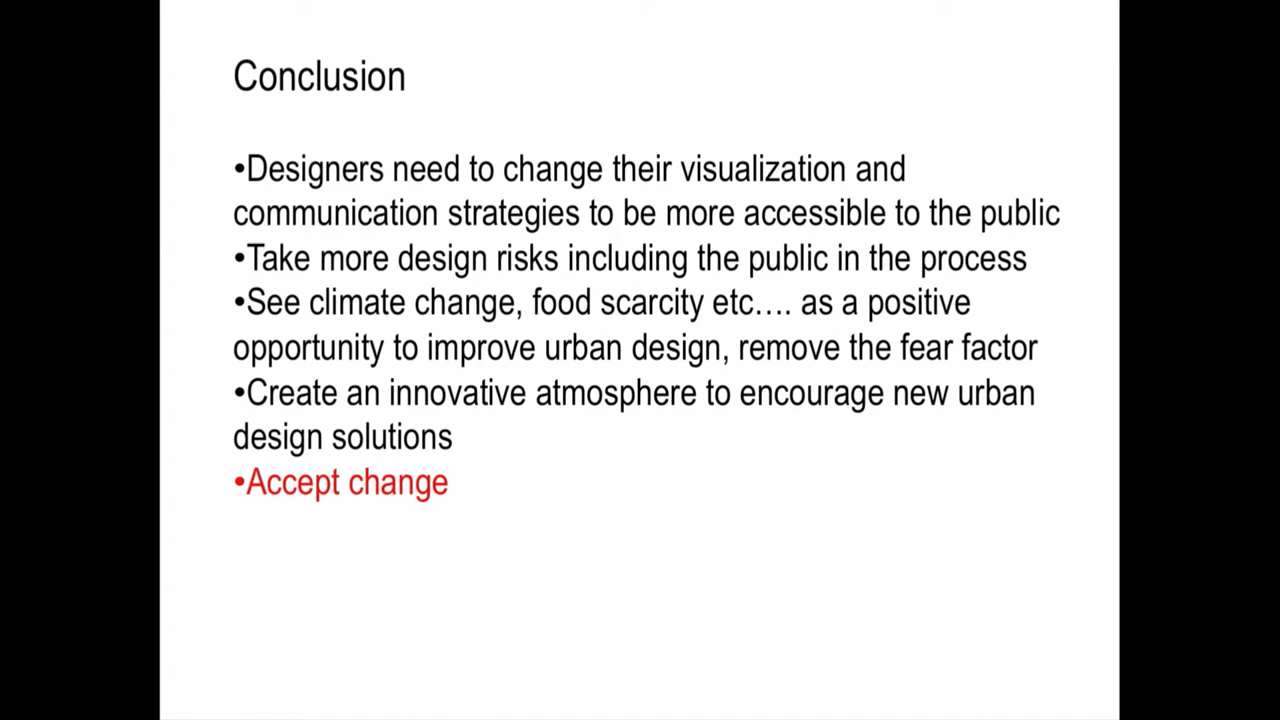 Conclusion
•Designers need to change their visualization and
communication strategies to be more accessible to the public
•Take more design risks including the public in the process
•See climate change, food scarcity etc…. as a positive
opportunity to improve urban design, remove the fear factor
•Create an innovative atmosphere to encourage new urban
design solutions
•Accept change